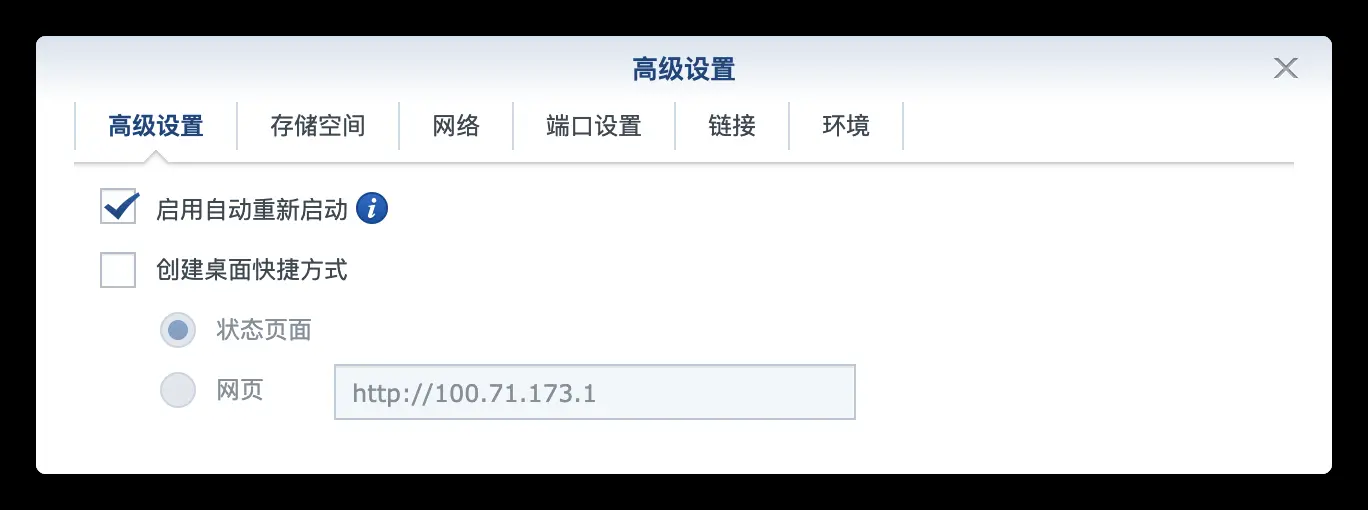 高级设置
高级设置 存储空间 网络 端口设置 链接 环境
启用自动重新启动 i
创建桌面快捷方式
状态页面
网页 http://100.71.173.1